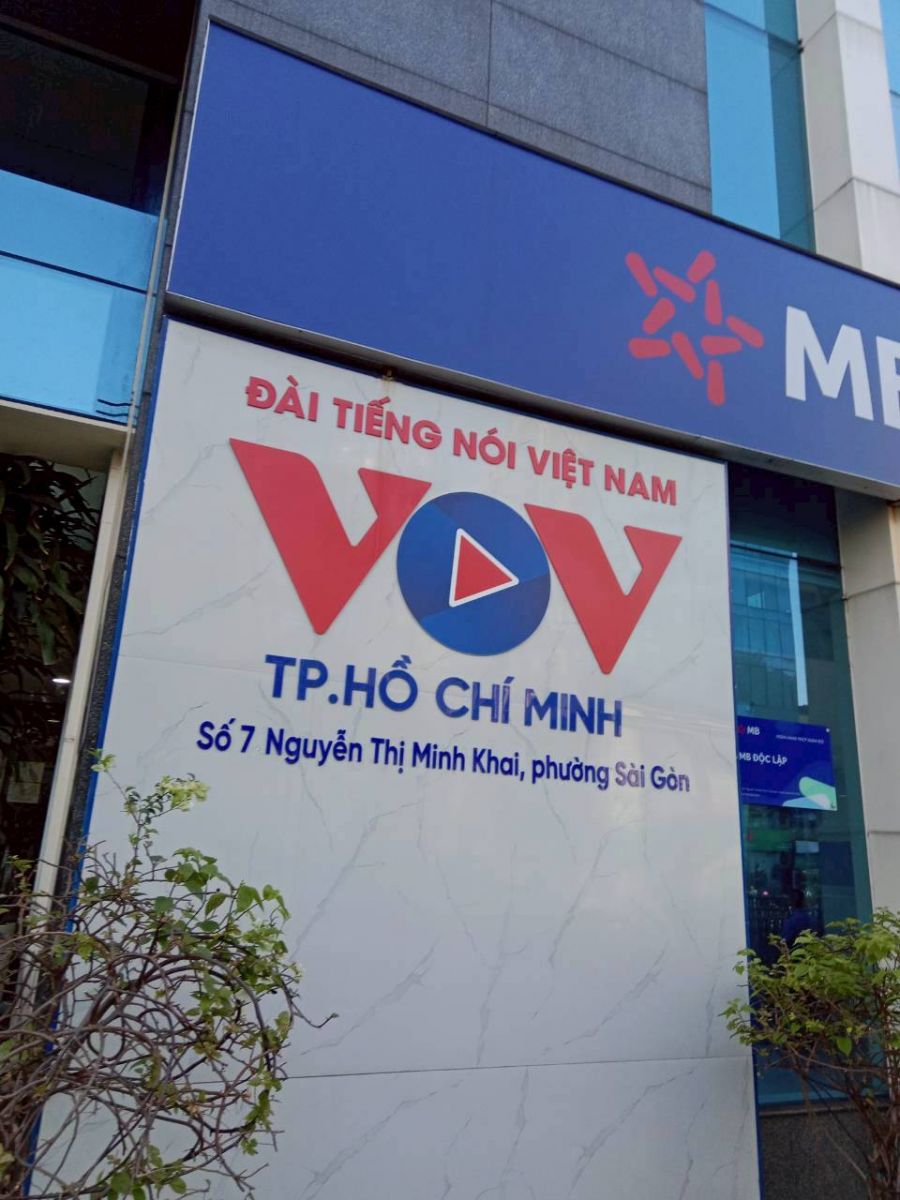 MB
ĐÀI TIẾNG NÓI VIỆT NAM
VOV
TP.HỒ CHÍ MINH
Số 7 Nguyễn Thị Minh Khai, phường Sài Gòn
MB
MB ĐỘC LẬP